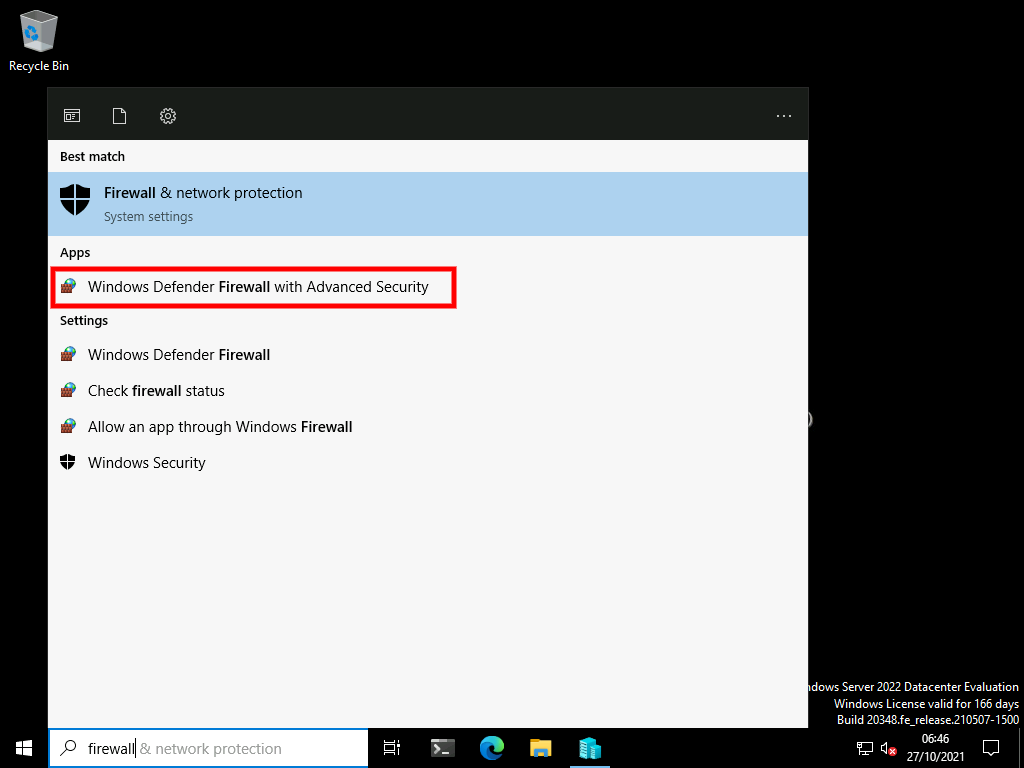 Recycle Bin
Best match
Firewall & network protection
System settings
Apps
Windows Defender Firewall with Advanced Security
Settings
Windows Defender Firewall
Check firewall status
Allow an app through Windows Firewall
Windows Security
Server 2022 Datacenter Evaluation
Windows License valid for 166 days
Build 20348.fe_release.210507-1500
firewall & network protection
06:46
27/10/2021